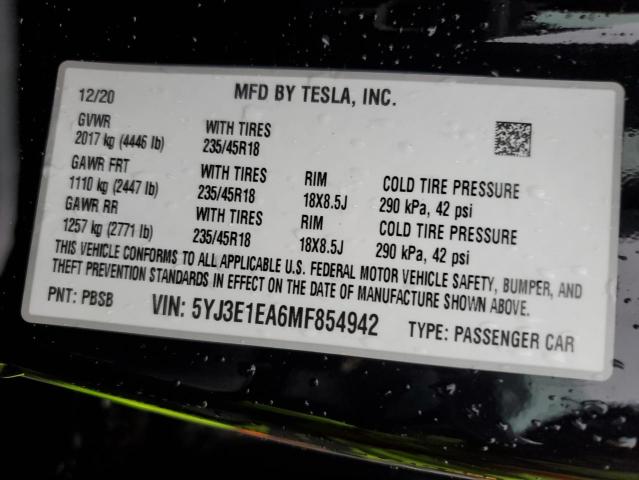 12/20 MFD BY TESLA, INC.
GVWR WITH TIRES
2017 kg (4446 lb) 235/45R18
GAWR FRT WITH TIRES RIM COLD TIRE PRESSURE
1110 kg (2447 lb) 235/45R18 18X8.5J 290 kPa, 42 psi
GAWR RR WITH TIRES RIM COLD TIRE PRESSURE
1257 kg (2771 lb) 235/45R18 18X8.5J 290 kPa, 42 psi
THIS VEHICLE CONFORMS TO ALL APPLICABLE U.S. FEDERAL MOTOR VEHICLE SAFETY, BUMPER, AND
THEFT PREVENTION STANDARDS IN EFFECT ON THE DATE OF MANUFACTURE SHOWN ABOVE.
PNT: PBSB VIN: 5YJ3E1EA6MF854942 TYPE: PASSENGER CAR